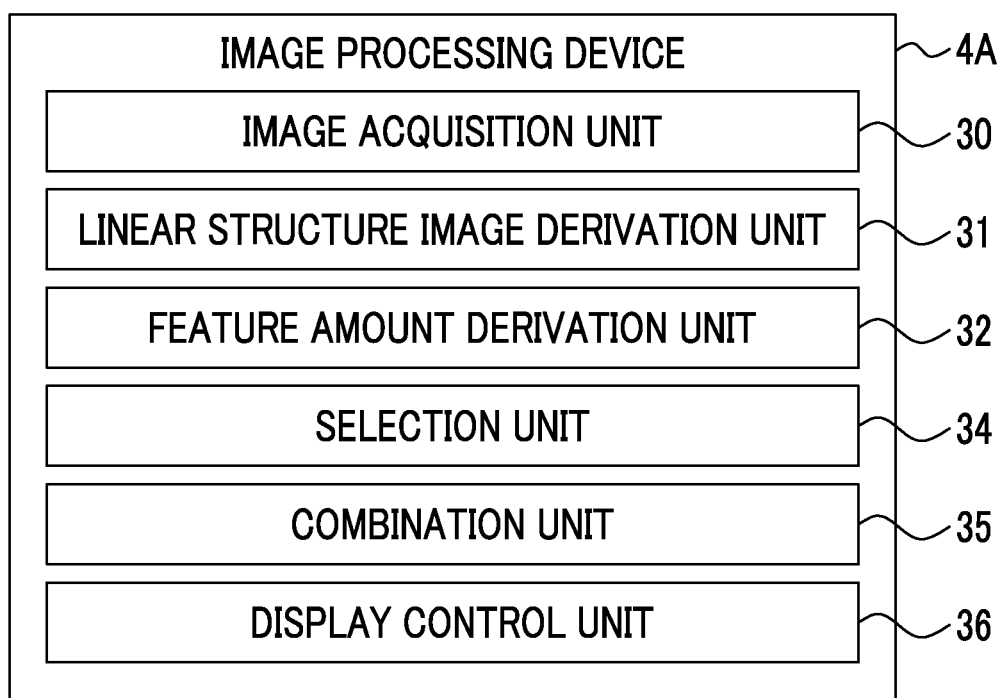 IMAGE PROCESSING DEVICE 4A
IMAGE ACQUISITION UNIT 30
LINEAR STRUCTURE IMAGE DERIVATION UNIT 31
FEATURE AMOUNT DERIVATION UNIT 32
SELECTION UNIT 34
COMBINATION UNIT 35
DISPLAY CONTROL UNIT 36